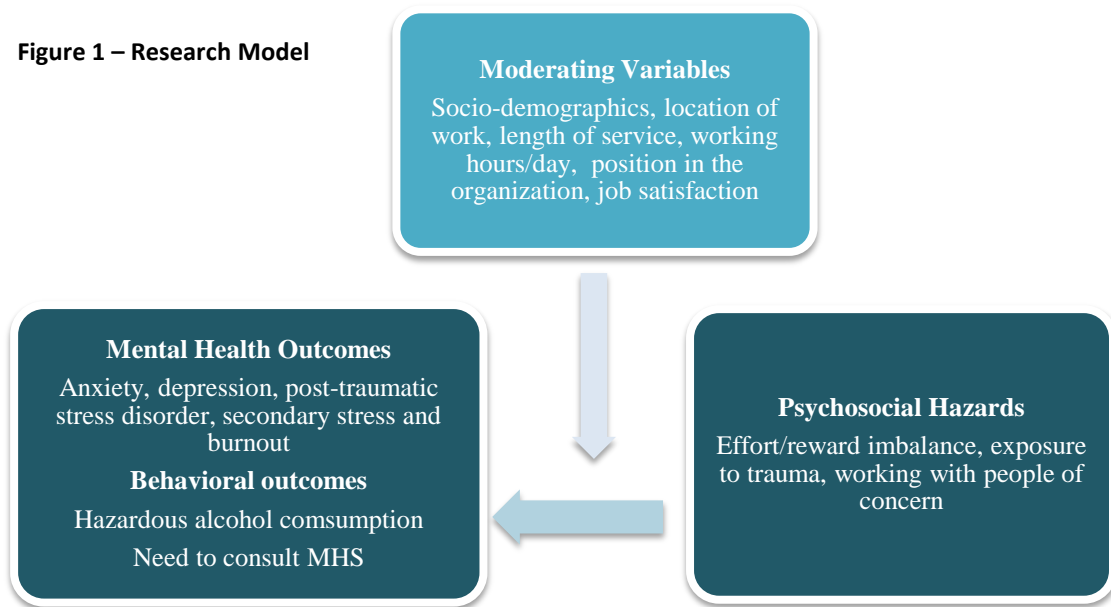 Figure 1 – Research Model
Moderating Variables
Socio-demographics, location of
work, length of service, working
hours/day, position in the
organization, job satisfaction
Mental Health Outcomes
Anxiety, depression, post-traumatic
stress disorder, secondary stress and
burnout
Behavioral outcomes
Hazardous alcohol comsumption
Need to consult MHS
Psychosocial Hazards
Effort/reward imbalance, exposure
to trauma, working with people of
concern